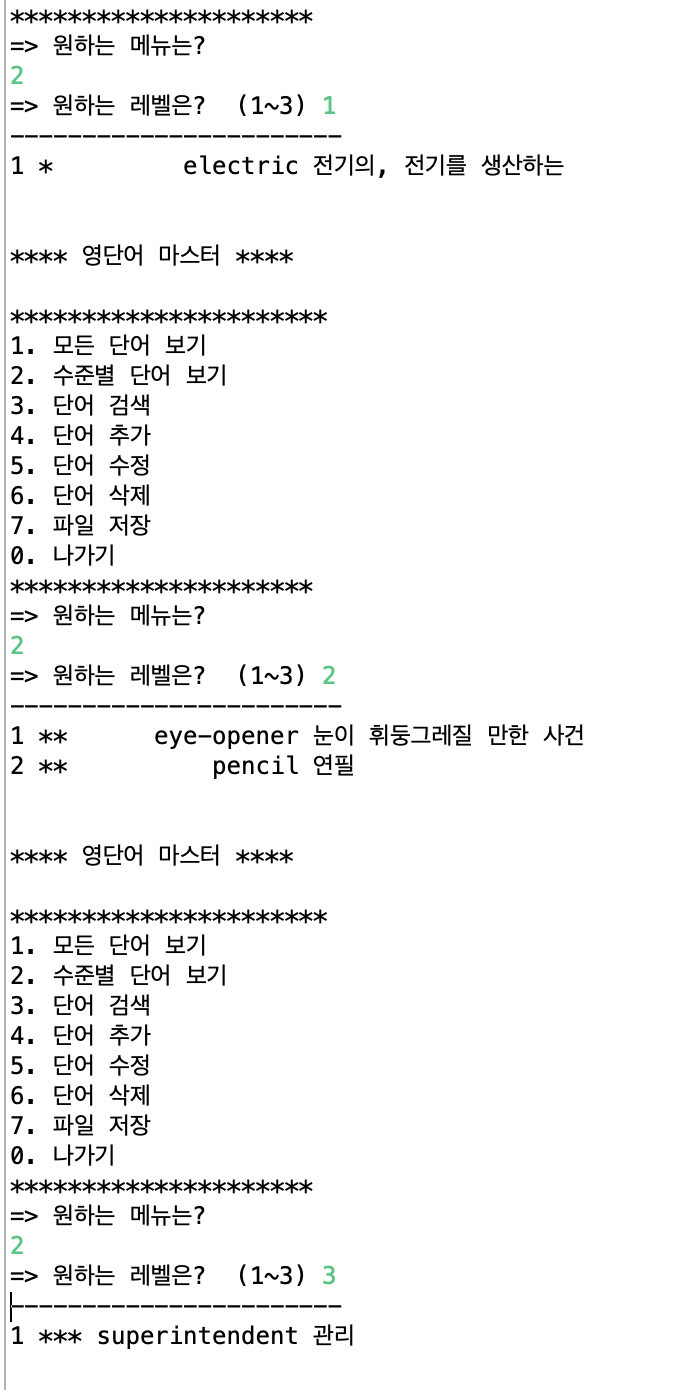 *********************
=> 원하는 메뉴는?
2
=> 원하는 레벨은?  (1~3) 1
-----------------------
1 *         electric 전기의, 전기를 생산하는
**** 영단어 마스터 ****
**********************
1. 모든 단어 보기
2. 수준별 단어 보기
3. 단어 검색
4. 단어 추가
5. 단어 수정
6. 단어 삭제
7. 파일 저장
0. 나가기
*********************
=> 원하는 메뉴는?
2
=> 원하는 레벨은?  (1~3) 2
-----------------------
1 **      eye-opener 눈이 휘둥그레질 만한 사건
2 **          pencil 연필
**** 영단어 마스터 ****
**********************
1. 모든 단어 보기
2. 수준별 단어 보기
3. 단어 검색
4. 단어 추가
5. 단어 수정
6. 단어 삭제
7. 파일 저장
0. 나가기
*********************
=> 원하는 메뉴는?
2
=> 원하는 레벨은?  (1~3) 3
-----------------------
1 *** superintendent 관리